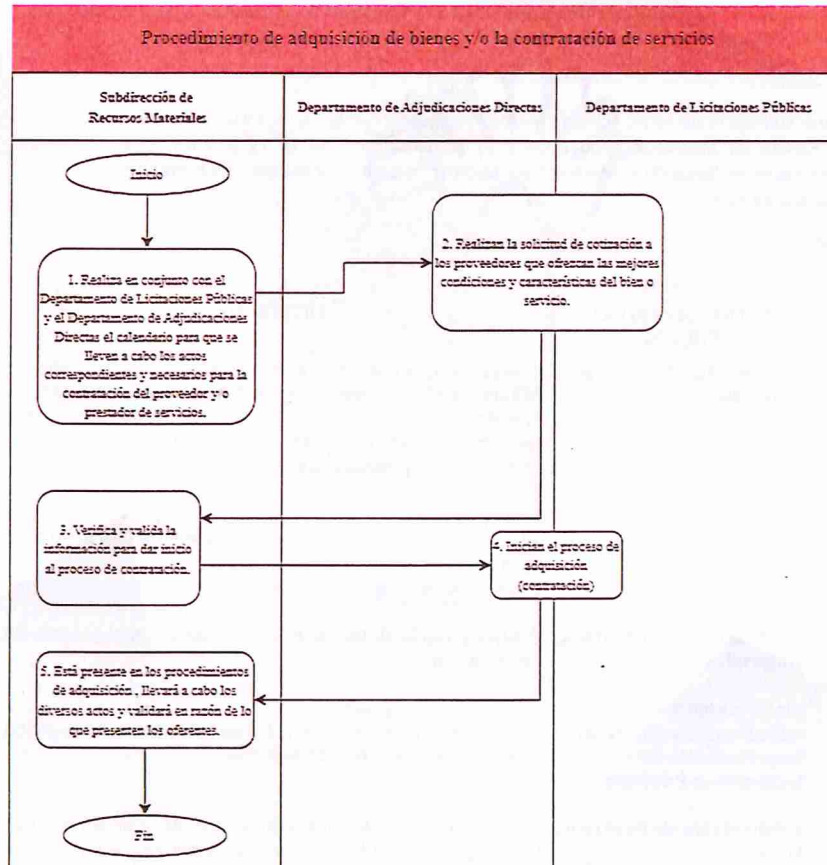 Procedimiento de adquisición de bienes y/o la contratación de servicios
Subdirección de
Recursos Materiales
Departamento de Adjudicaciones Directas
Departamento de Licitaciones Públicas
Inicio
1. Realiza en conjunto con el
Departamento de Licitaciones Públicas
y el Departamento de Adjudicaciones
Directas el calendario para que se
lleven a cabo los actos
correspondientes y necesarios para la
contratación del proveedor y/o
prestador de servicios.
2. Realizan la solicitud de cotización a
los proveedores que ofrezcan las mejores
condiciones y características del bien o
servicio.
3. Verifica y valida la
información para dar inicio
al proceso de contratación.
4. Inician el proceso de
adquisición
(contratación)
5. Está presente en los procedimientos
de adquisición, llevará a cabo los
diversos actos y validará en razón de lo
que presenten los oferentes.
Fin